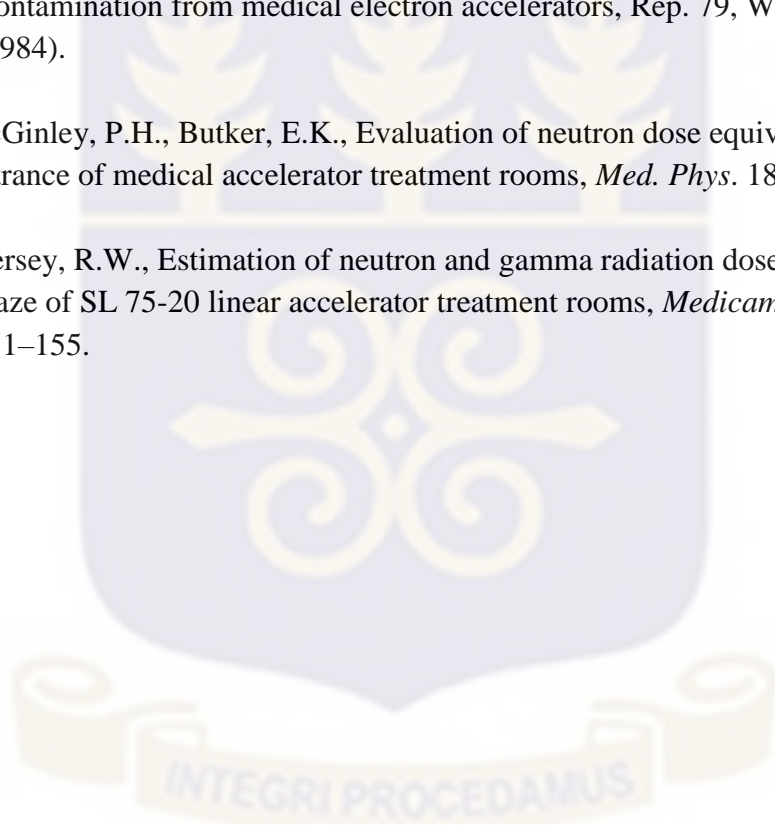 ontamination from medical electron accelerators, Rep. 79, W
984).
Ginley, P.H., Butker, E.K., Evaluation of neutron dose equiv
trance of medical accelerator treatment rooms, Med. Phys. 18
ersey, R.W., Estimation of neutron and gamma radiation dose
aze of SL 75-20 linear accelerator treatment rooms, Medicam
1–155.
INTEGRI PROCEDAMUS